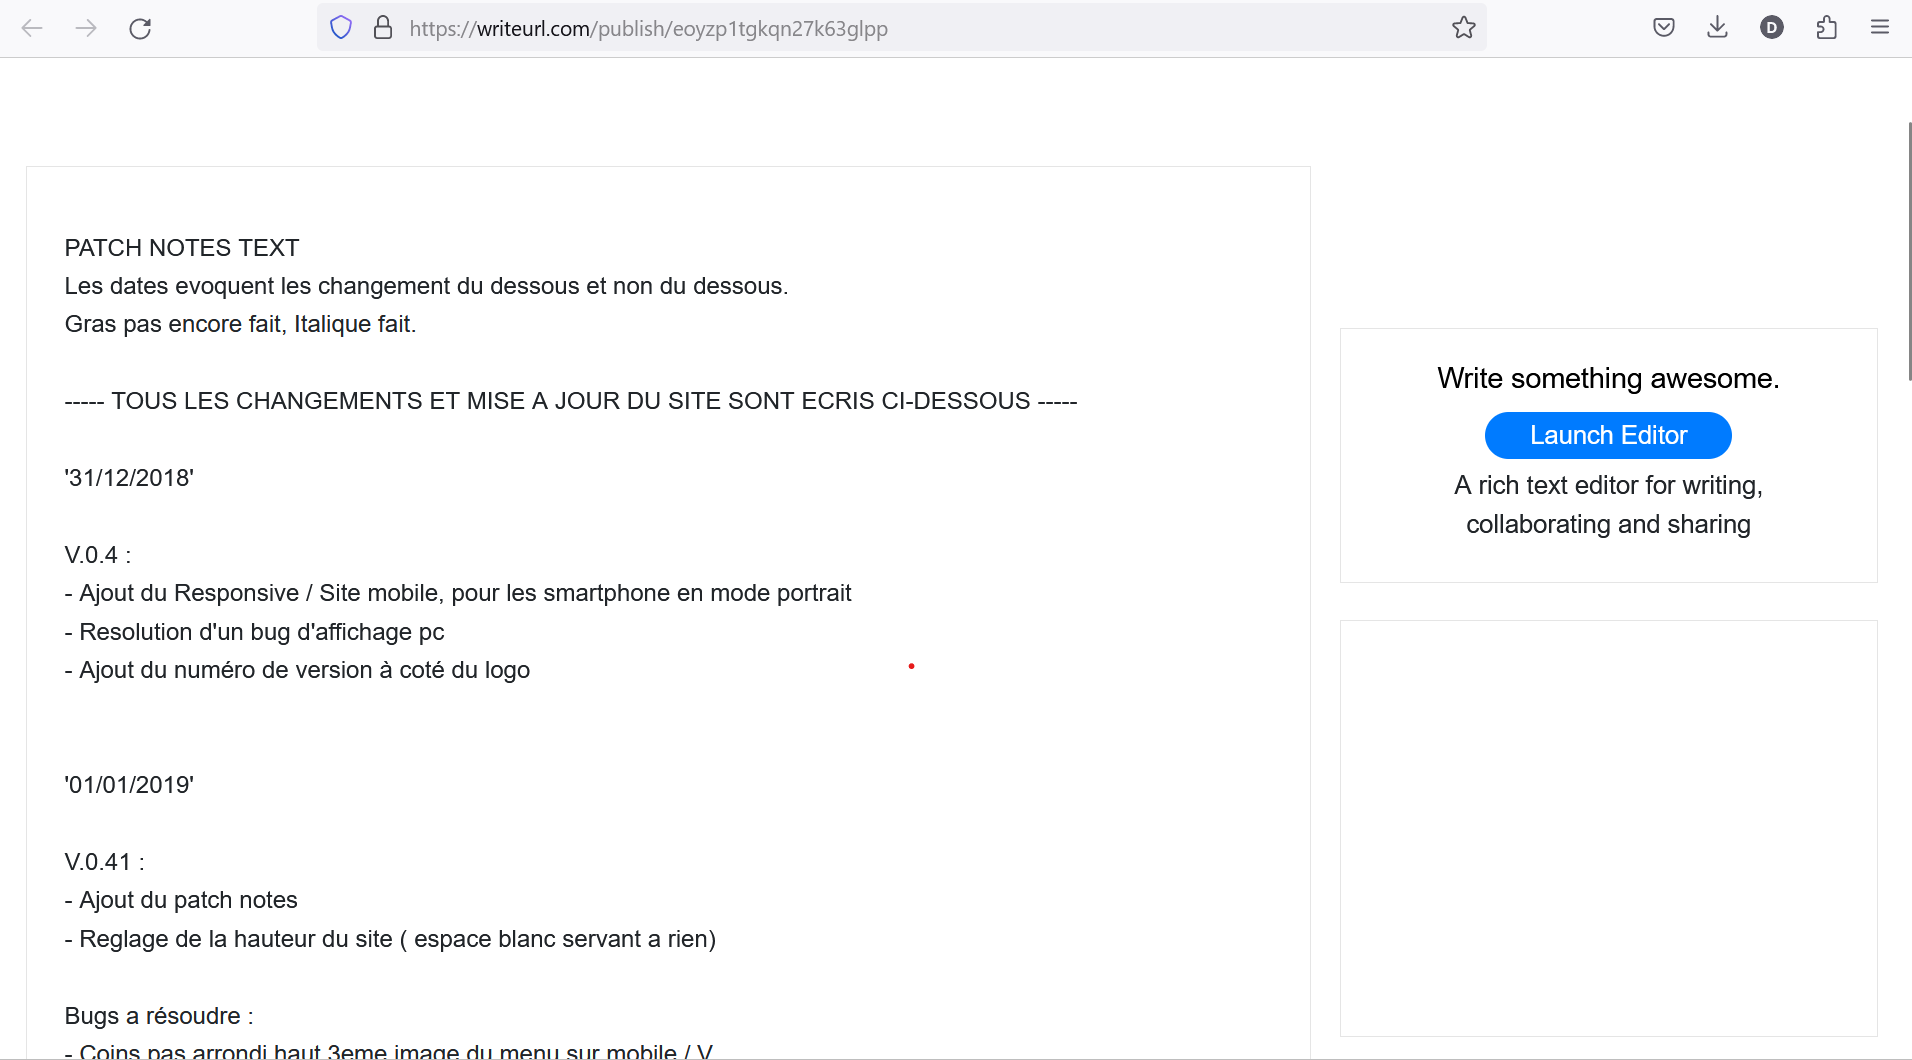 https://writeurl.com/publish/eoyzp1tgkqn27k63glpp
D
PATCH NOTES TEXT
Les dates evoquent les changement du dessous et non du dessous.
Gras pas encore fait, Italique fait.
----- TOUS LES CHANGEMENTS ET MISE A JOUR DU SITE SONT ECRIS CI-DESSOUS -----
'31/12/2018'
V.0.4 :
- Ajout du Responsive / Site mobile, pour les smartphone en mode portrait
- Resolution d'un bug d'affichage pc
- Ajout du numéro de version à coté du logo
'01/01/2019'
V.0.41 :
- Ajout du patch notes
- Reglage de la hauteur du site ( espace blanc servant a rien)
Bugs a résoudre :
- Coins pas arrondi haut 3eme image du menu sur mobile / V
Write something awesome.
Launch Editor
A rich text editor for writing,
collaborating and sharing